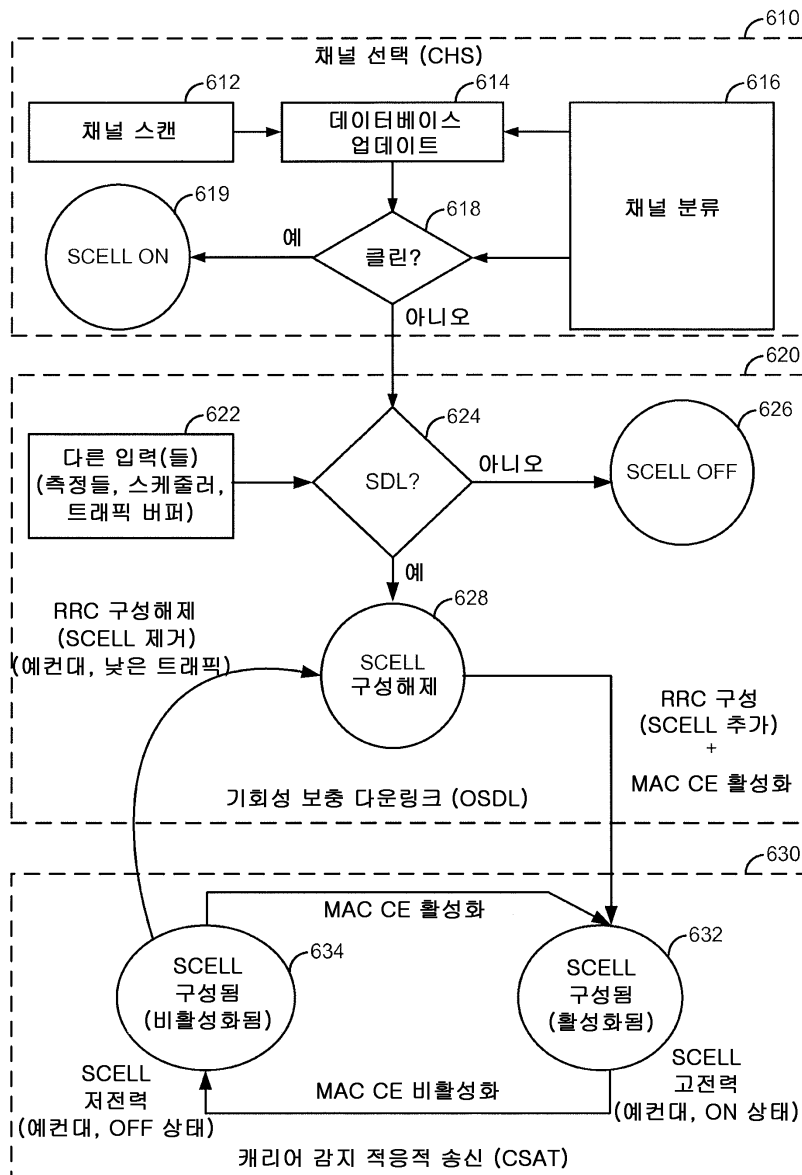 610
채널 선택 (CHS)
612
614
616
채널 스캔
데이터베이스
업데이트
채널 분류
619
618
SCELL ON
예
클린?
아니오
620
622
624
626
다른 입력(들)
(측정들, 스케줄러,
트래픽 버퍼)
SDL?
아니오
SCELL OFF
예
628
RRC 구성해제
(SCELL 제거)
(예컨대, 낮은 트래픽)
SCELL
구성해제
RRC 구성
(SCELL 추가)
+
MAC CE 활성화
기회성 보충 다운링크 (OSDL)
630
MAC CE 활성화
634
632
SCELL
구성됨
(비활성화됨)
SCELL
구성됨
(활성화됨)
SCELL
저전력
(예컨대, OFF 상태)
MAC CE 비활성화
SCELL
고전력
(예컨대, ON 상태)
캐리어 감지 적응적 송신 (CSAT)